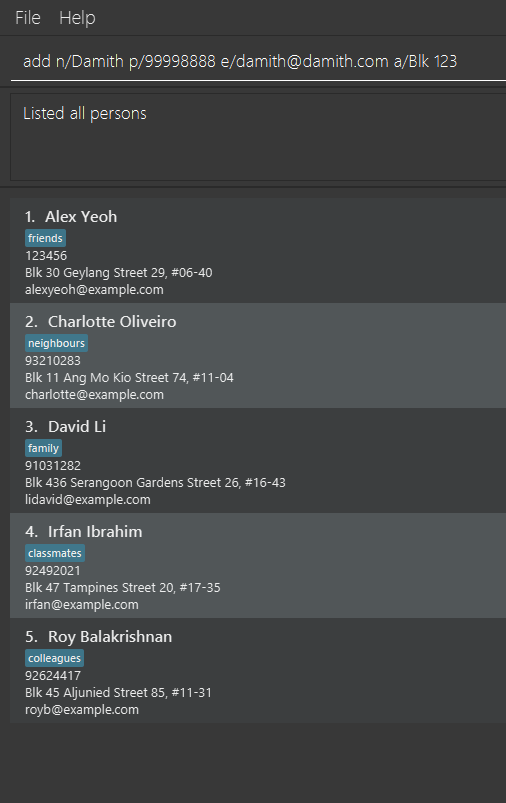 File Help
add n/Damith p/99998888 e/damith@damith.com a/Blk 123
Listed all persons
1. Alex Yeoh
friends
123456
Blk 30 Geylang Street 29, #06-40
alexyeoh@example.com
2. Charlotte Oliveiro
neighbours
93210283
Blk 11 Ang Mo Kio Street 74, #11-04
charlotte@example.com
3. David Li
family
91031282
Blk 436 Serangoon Gardens Street 26, #16-43
lidavid@example.com
4. Irfan Ibrahim
classmates
92492021
Blk 47 Tampines Street 20, #17-35
irfan@example.com
5. Roy Balakrishnan
colleagues
92624417
Blk 45 Aljunied Street 85, #11-31
royb@example.com